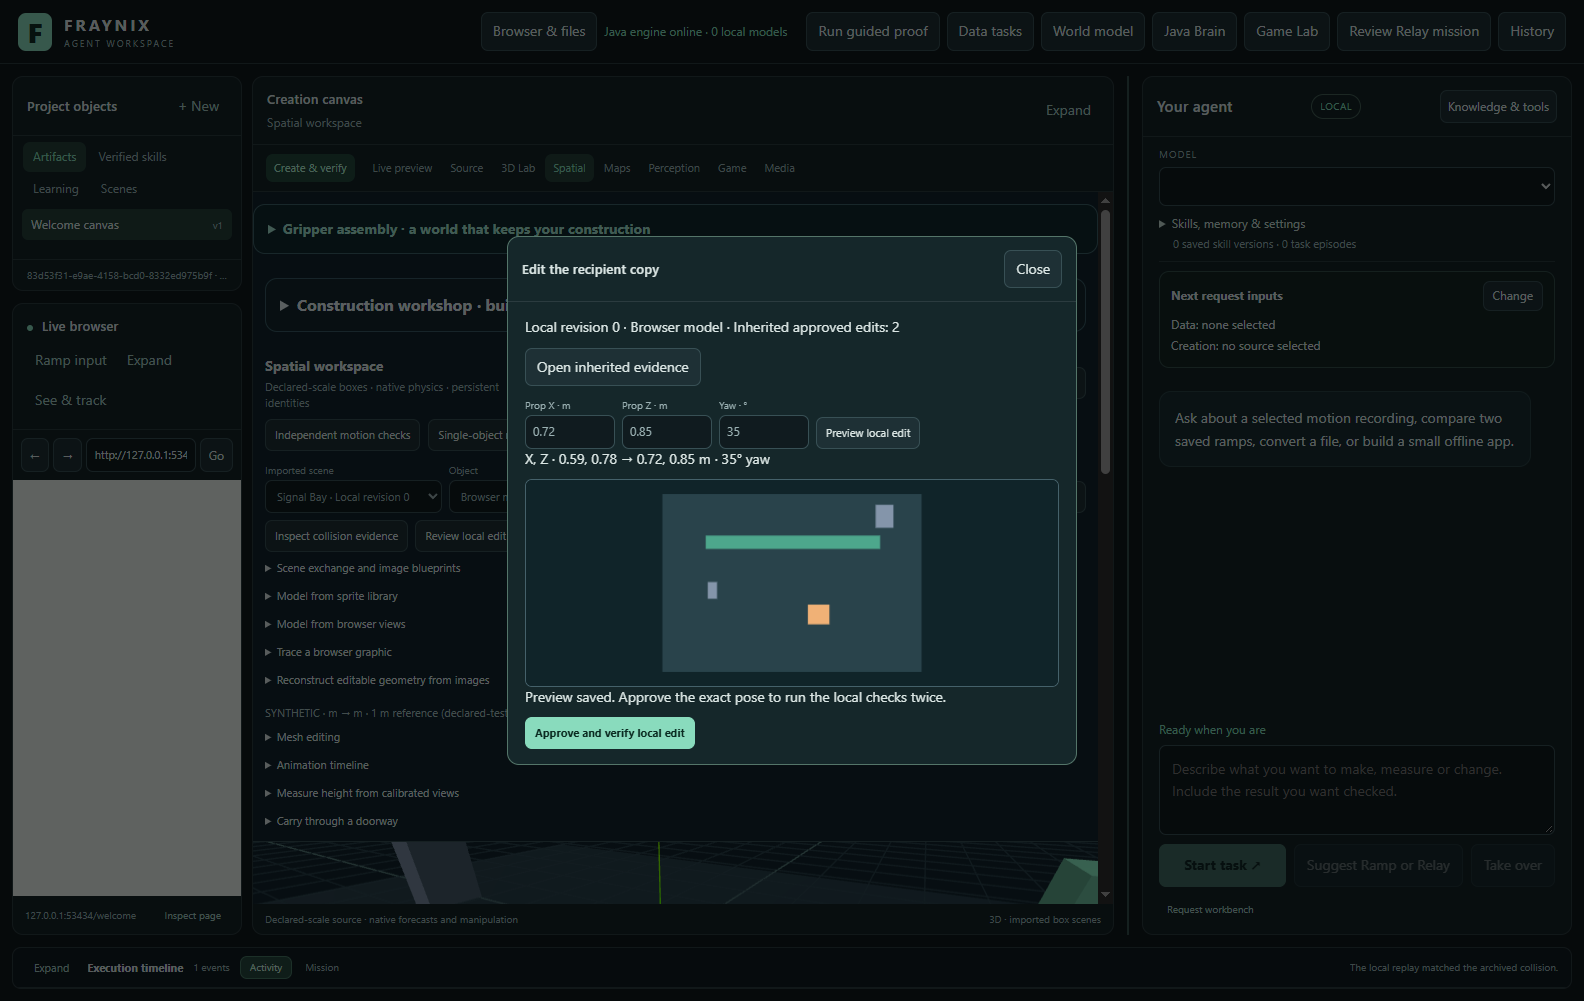 F
FRAYNIX
AGENT WORKSPACE
Browser & files
Java engine online · 0 local models
Run guided proof
Data tasks
World model
Java Brain
Game Lab
Review Relay mission
History
Project objects
+ New
Artifacts
Verified skills
Learning
Scenes
Welcome canvas
v1
83d53f31-e9ae-4158-bcd0-8332ed975b9f · ...
Live browser
Ramp input
Expand
See & track
←
→
http://127.0.0.1:534
Go
127.0.0.1:53434/welcome
Inspect page
Creation canvas
Spatial workspace
Expand
Create & verify
Live preview
Source
3D Lab
Spatial
Maps
Perception
Game
Media
Gripper assembly · a world that keeps your construction
Construction workshop ·
Spatial workspace
Declared-scale boxes · native physics · persistent
identities
Independent motion checks
Single-object
Imported scene
Object
Signal Bay · Local revision 0
Browser
Inspect collision evidence
Review local edit
Scene exchange and image blueprints
Model from sprite library
Model from browser views
Trace a browser graphic
Reconstruct editable geometry from images
SYNTHETIC · m → m · 1 m reference (declared-test
Mesh editing
Animation timeline
Measure height from calibrated views
Carry through a doorway
Declared-scale source · native forecasts and manipulation
3D · imported box scenes
Edit the recipient copy
Close
Local revision 0 · Browser model · Inherited approved edits: 2
Open inherited evidence
Prop X · m
Prop Z · m
Yaw · °
0.72
0.85
35
Preview local edit
X, Z · 0.59, 0.78 → 0.72, 0.85 m · 35° yaw
Preview saved. Approve the exact pose to run the local checks twice.
Approve and verify local edit
Your agent
LOCAL
Knowledge & tools
MODEL
Skills, memory & settings
0 saved skill versions · 0 task episodes
Next request inputs
Change
Data: none selected
Creation: no source selected
Ask about a selected motion recording, compare two
saved ramps, convert a file, or build a small offline app.
Ready when you are
Describe what you want to make, measure or change.
Include the result you want checked.
Start task ↗
Suggest Ramp or Relay
Take over
Request workbench
Expand
Execution timeline
1 events
Activity
Mission
The local replay matched the archived collision.